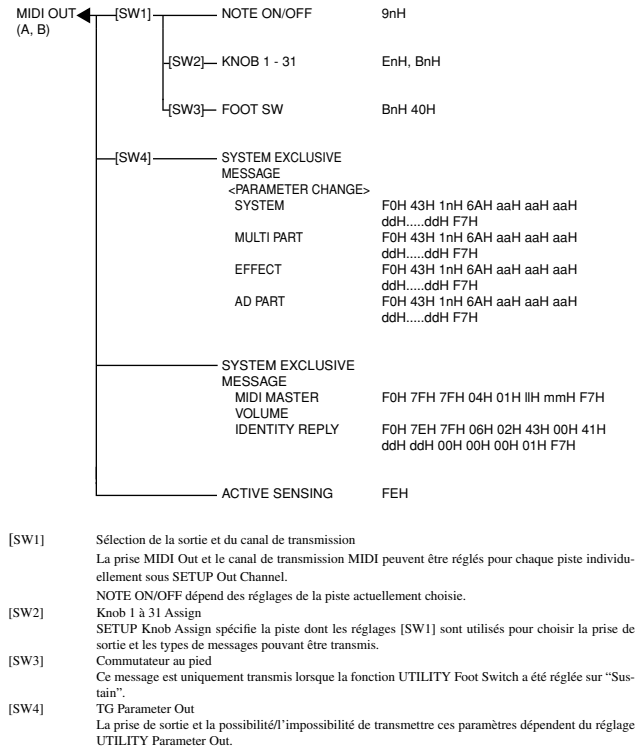 MIDI OUT [SW1] NOTE ON/OFF 9nH
(A, B)
[SW2] KNOB 1 - 31 EnH, BnH
[SW3] FOOT SW BnH 40H
[SW4] SYSTEM EXCLUSIVE
MESSAGE
<PARAMETER CHANGE>
SYSTEM F0H 43H 1nH 6AH aaH aaH aaH
ddH.....ddH F7H
MULTI PART F0H 43H 1nH 6AH aaH aaH aaH
ddH.....ddH F7H
EFFECT F0H 43H 1nH 6AH aaH aaH aaH
ddH.....ddH F7H
AD PART F0H 43H 1nH 6AH aaH aaH aaH
ddH.....ddH F7H
SYSTEM EXCLUSIVE
MESSAGE
MIDI MASTER F0H 7FH 7FH 04H 01H llH mmH F7H
VOLUME
IDENTITY REPLY F0H 7EH 7FH 06H 02H 43H 00H 41H
ddH ddH 00H 00H 00H 01H F7H
ACTIVE SENSING FEH
[SW1] Sélection de la sortie et du canal de transmission
La prise MIDI Out et le canal de transmission MIDI peuvent être réglés pour chaque piste individu-
ellement sous SETUP Out Channel.
NOTE ON/OFF dépend des réglages de la piste actuellement choisie.
[SW2] Knob 1 à 31 Assign
SETUP Knob Assign spécifie la piste dont les réglages [SW1] sont utilisés pour choisir la prise de
sortie et les types de messages pouvant être transmis.
[SW3] Commutateur au pied
Ce message est uniquement transmis lorsque la fonction UTILITY Foot Switch a été réglée sur “Sus-
tain”.
[SW4] TG Parameter Out
La prise de sortie et la possibilité/l'impossibilité de transmettre ces paramètres dépendent du réglage
UTILITY Parameter Out.